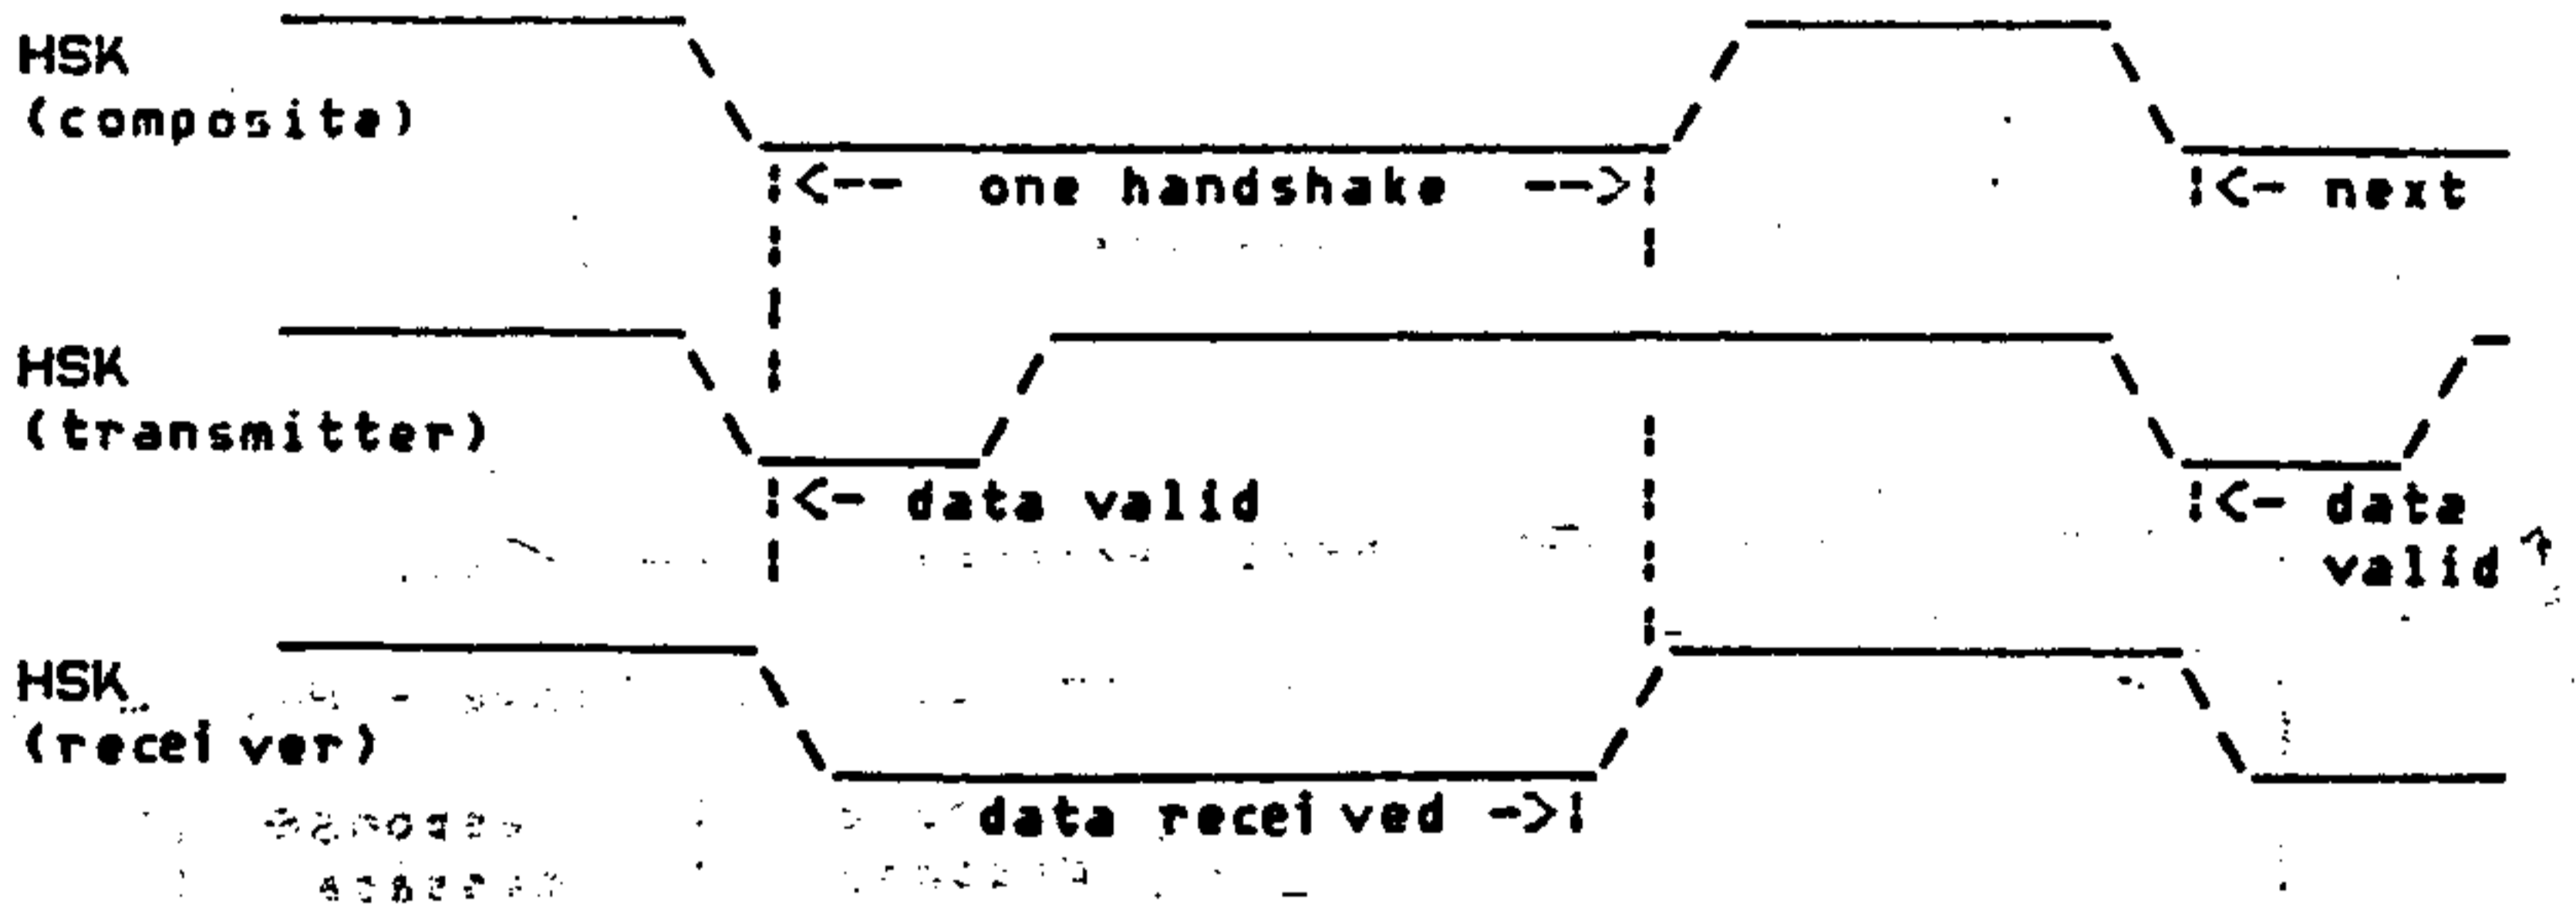 HSK
(composite)
|<-- one handshake -->|
|<- next
HSK
(transmitter)
|<- data valid
|<- data
valid
HSK
(receiver)
data received ->|